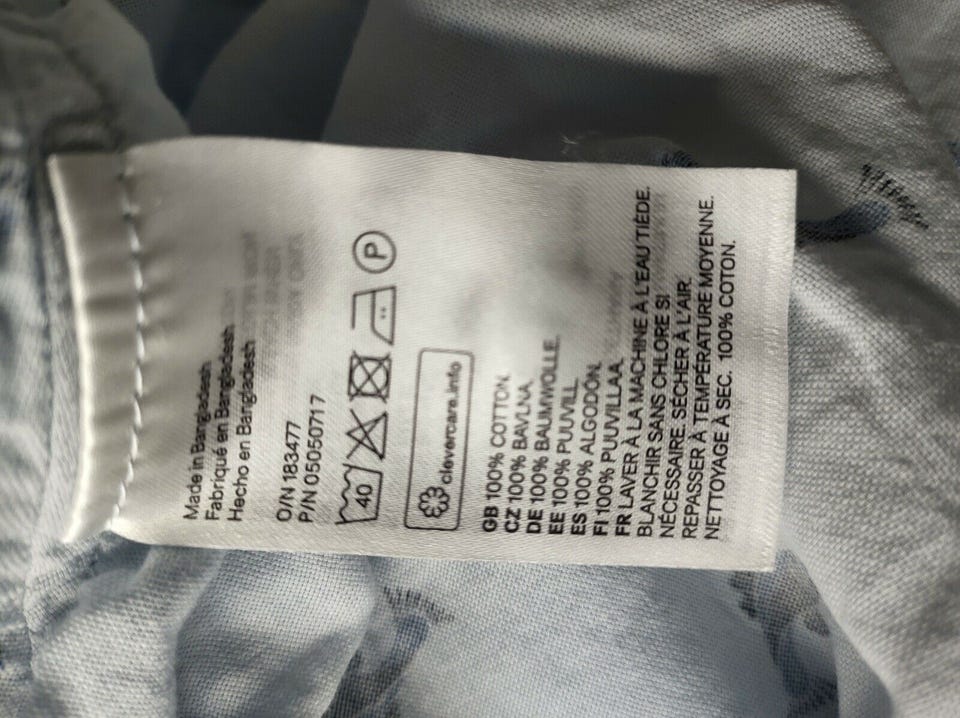 Made in Bangladesh
Fabriqué en Bangladesh
Hecho en Bangladesh
O/N 183477
P/N 05050717
40
P
clevercare.info
GB 100% COTTON.
CZ 100% BAVLNA.
DE 100% BAUMWOLLE.
EE 100% PUUVILL.
ES 100% ALGODÓN.
FI 100% PUUVILLAA.
FR LAVER À LA MACHINE À L'EAU TIÈDE.
BLANCHIR SANS CHLORE SI
NÉCESSAIRE. SÉCHER À L'AIR.
REPASSER À TEMPÉRATURE MOYENNE.
NETTOYAGE À SEC. 100% COTON.